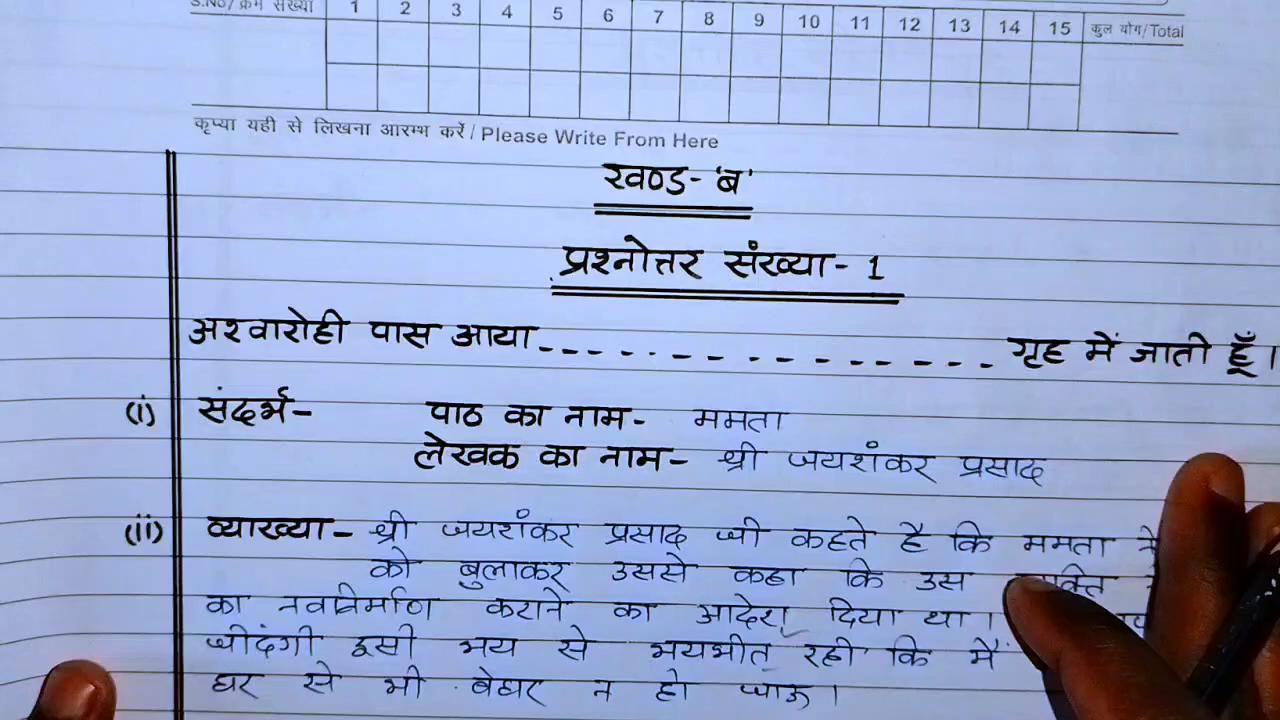 S.No/ क्रम संख्या 1 2 3 4 5 6 7 8 9 10 11 12 13 14 15 कुल योग/Total
कृप्या यही से लिखना आरम्भ करें / Please Write From Here
खण्ड- 'ब'
प्रश्नोत्तर संख्या- 1
अश्वारोही पास आया - - - - - - - - - - - - - - - - गृह में जाती हूँ।
(i) संदर्भ- पाठ का नाम- ममता
लेखक का नाम- श्री जयशंकर प्रसाद
(ii) व्याख्या- श्री जयशंकर प्रसाद जी कहते है कि ममता ने
को बुलाकर उससे कहा कि उस
का नवनिर्माण कराने का आदेश दिया था।
जीदंगी इसी भय से भयभीत रही कि मैं
घर से भी बेघर न हो जाऊ।